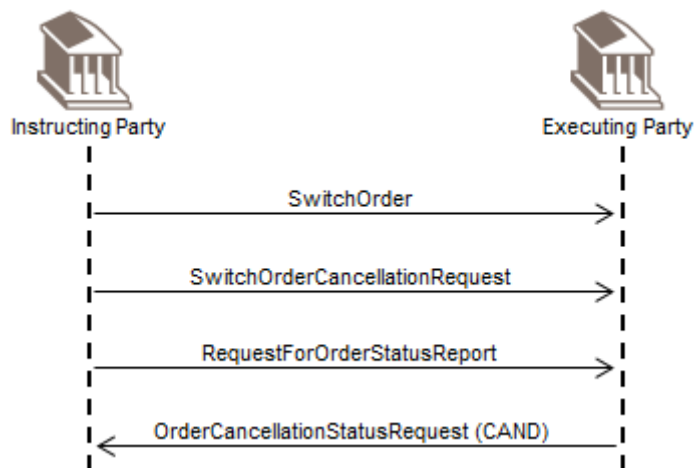 Instructing Party
Executing Party
SwitchOrder
SwitchOrderCancellationRequest
RequestForOrderStatusReport
OrderCancellationStatusRequest (CAND)